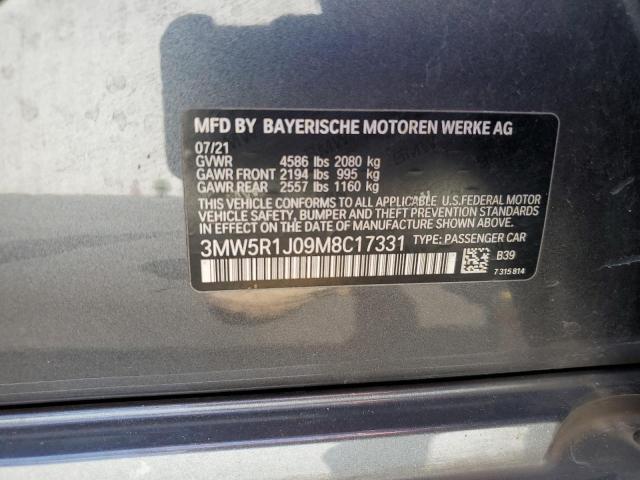 MFD BY BAYERISCHE MOTOREN WERKE AG
07/21
GVWR 4586 lbs 2080 kg
GAWR FRONT 2194 lbs 995 kg
GAWR REAR 2557 lbs 1160 kg
THIS VEHICLE CONFORMS TO ALL APPLICABLE U.S.FEDERAL MOTOR
VEHICLE SAFETY, BUMPER AND THEFT PREVENTION STANDARDS
IN EFFECT ON THE DATE OF MANUFACTURE SHOWN ABOVE.
3MW5R1J09M8C17331 TYPE: PASSENGER CAR
B39
7 315 814